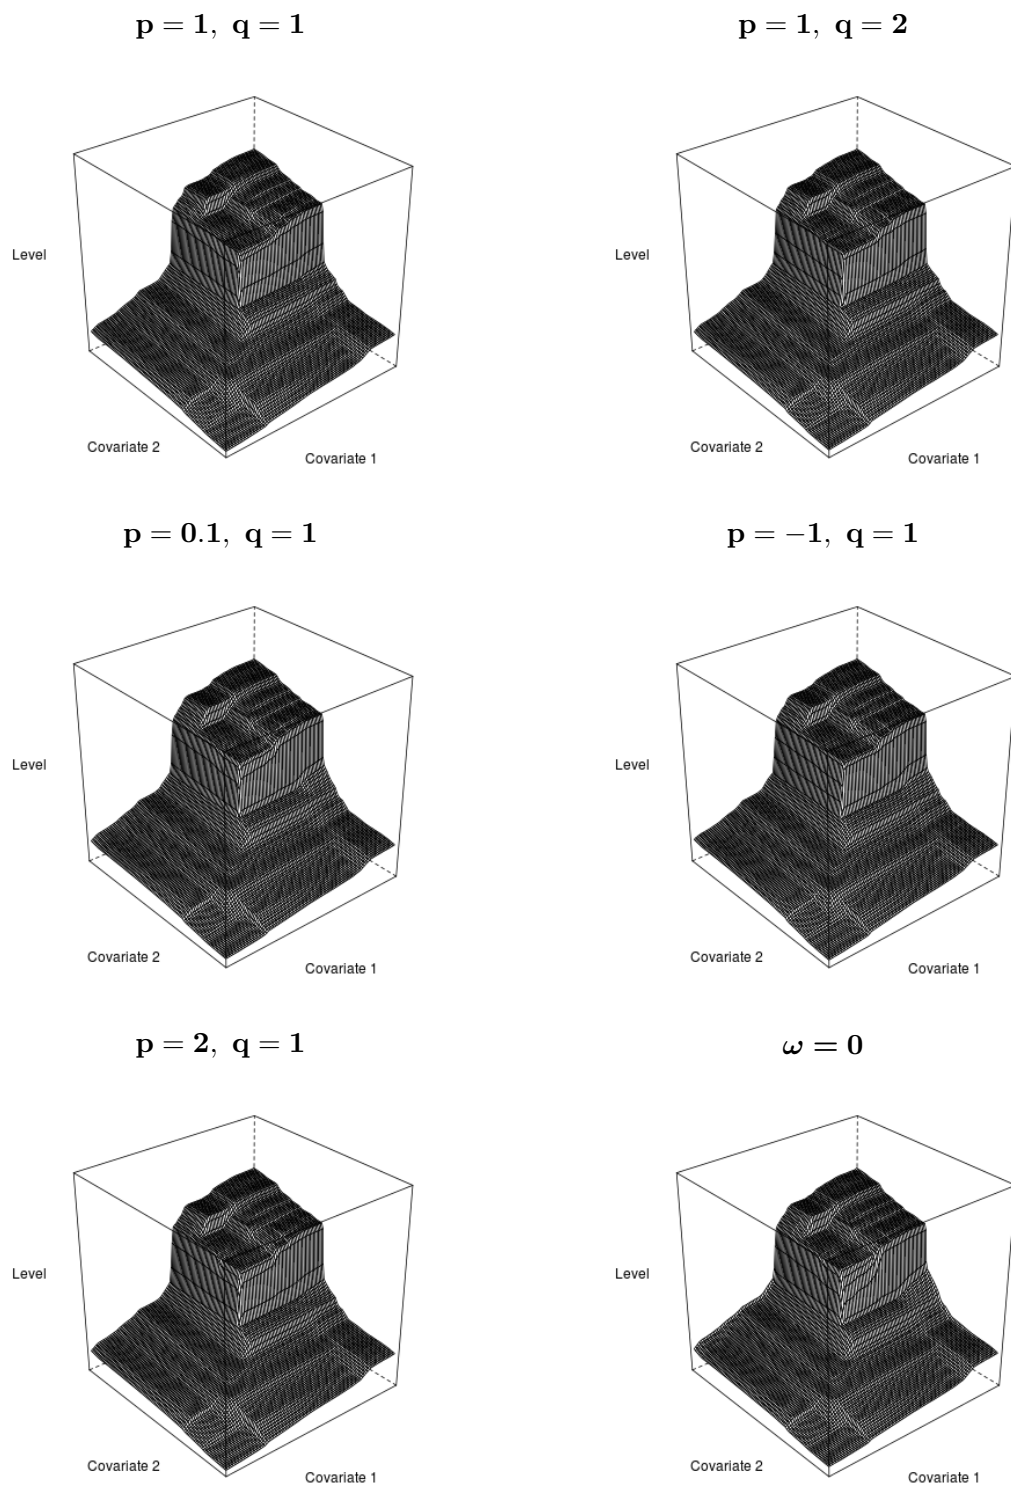 p = 1, q = 1
p = 1, q = 2
Level
Covariate 2
Covariate 1
Level
Covariate 2
Covariate 1
p = 0.1, q = 1
p = −1, q = 1
Level
Covariate 2
Covariate 1
Level
Covariate 2
Covariate 1
p = 2, q = 1
ω = 0
Level
Covariate 2
Covariate 1
Level
Covariate 2
Covariate 1